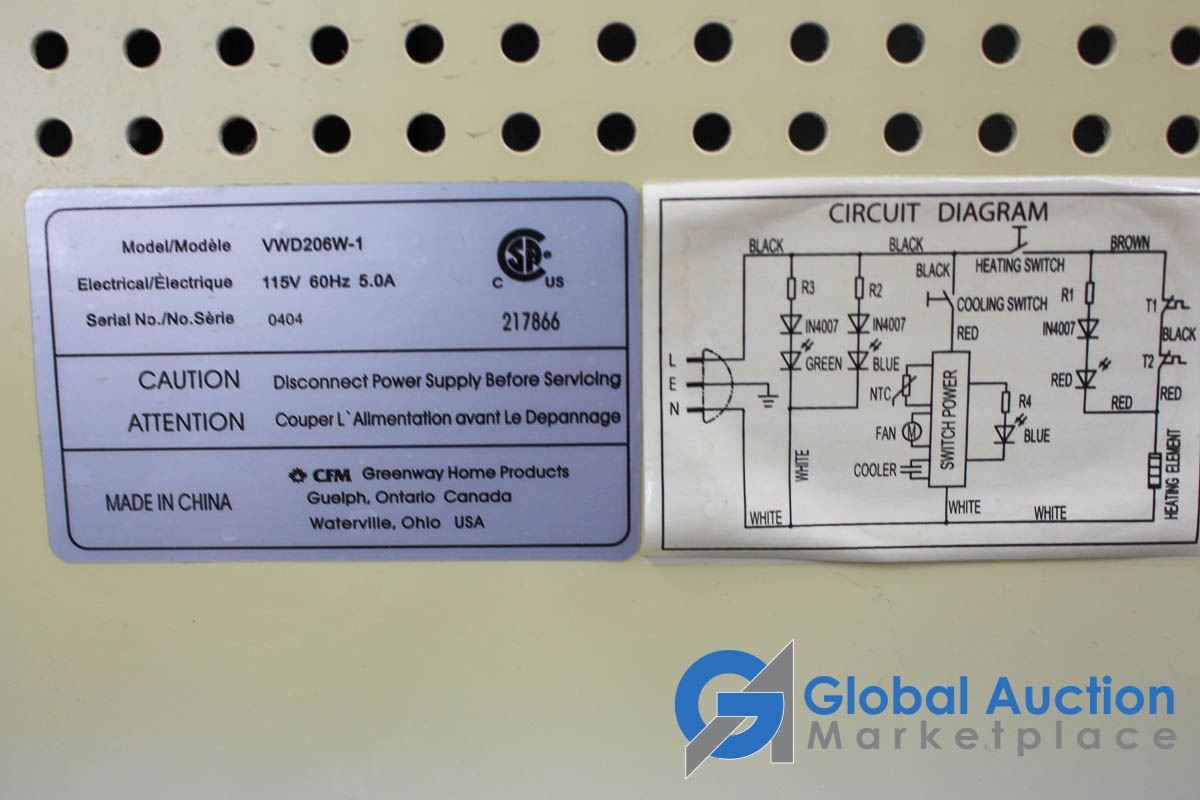 Model/Modèle VWD206W-1
Electrical/Électrique 115V 60Hz 5.0A
Serial No./No.Série 0404
CSA
C US
217866
CAUTION Disconnect Power Supply Before Servicing
ATTENTION Couper L`Alimentation avant Le Depannage
MADE IN CHINA
CFM Greenway Home Products
Guelph, Ontario Canada
Waterville, Ohio USA
CIRCUIT DIAGRAM
BLACK BLACK BROWN
HEATING SWITCH
BLACK
R3 R2 COOLING SWITCH R1 T1
IN4007 IN4007 RED IN4007 BLACK
L GREEN BLUE T2
E NTC SWITCH POWER RED RED
N R4 RED
FAN M BLUE
COOLER
WHITE HEATING ELEMENT
WHITE WHITE WHITE
G Global Auction
Marketplace